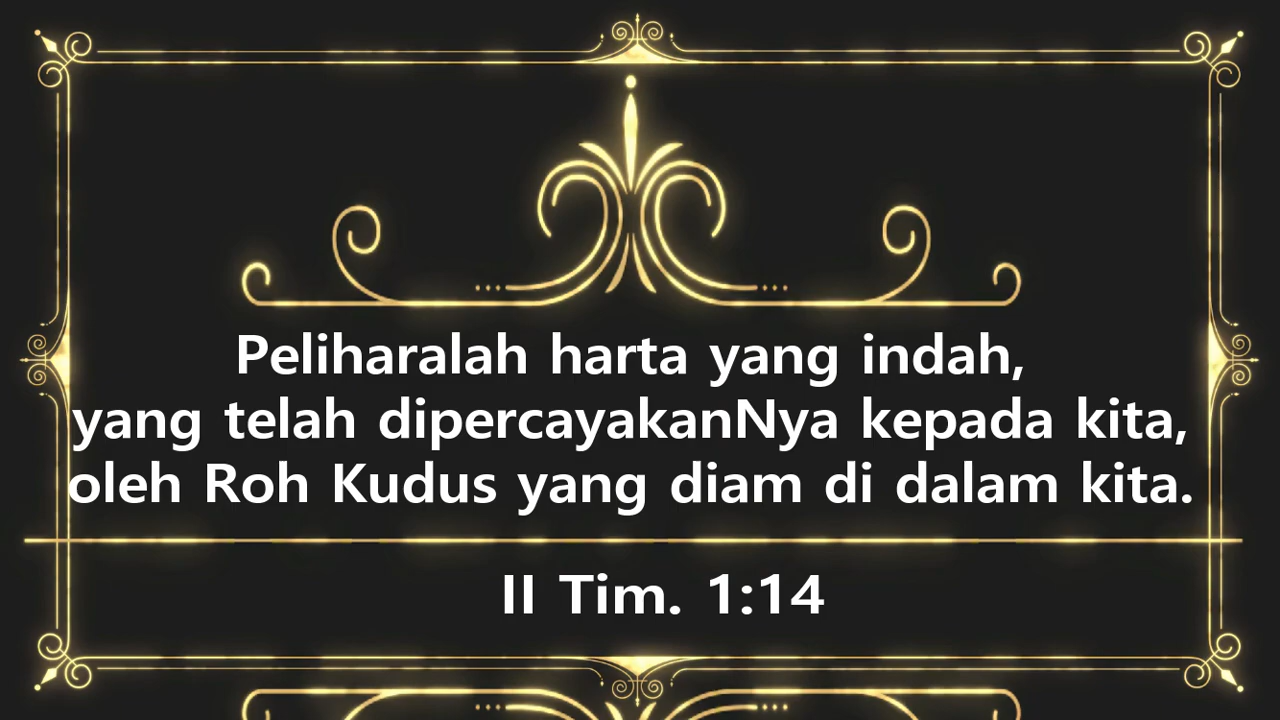 Peliharalah harta yang indah,
yang telah dipercayakanNya kepada kita,
oleh Roh Kudus yang diam di dalam kita.
II Tim. 1:14